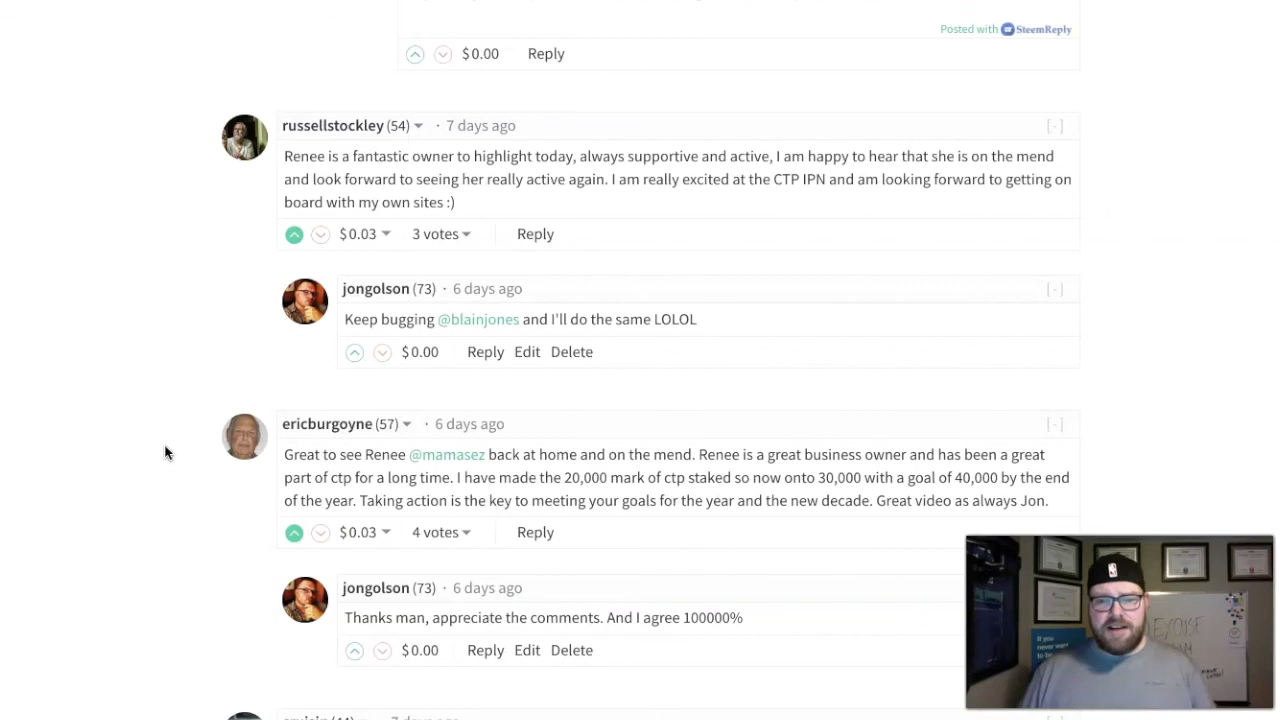 Posted with SteemReply
$0.00 Reply
russellstockley (54) · 7 days ago [-]
Renee is a fantastic owner to highlight today, always supportive and active, I am happy to hear that she is on the mend
and look forward to seeing her really active again. I am really excited at the CTP IPN and am looking forward to getting on
board with my own sites :)
$0.03 3 votes Reply
jongolson (73) · 6 days ago [-]
Keep bugging @blainjones and I'll do the same LOLOL
$0.00 Reply Edit Delete
ericburgoyne (57) · 6 days ago [-]
Great to see Renee @mamasez back at home and on the mend. Renee is a great business owner and has been a great
part of ctp for a long time. I have made the 20,000 mark of ctp staked so now onto 30,000 with a goal of 40,000 by the end
of the year. Taking action is the key to meeting your goals for the year and the new decade. Great video as always Jon.
$0.03 4 votes Reply
jongolson (73) · 6 days ago
Thanks man, appreciate the comments. And I agree 100000%
$0.00 Reply Edit Delete
If you
never want
to be